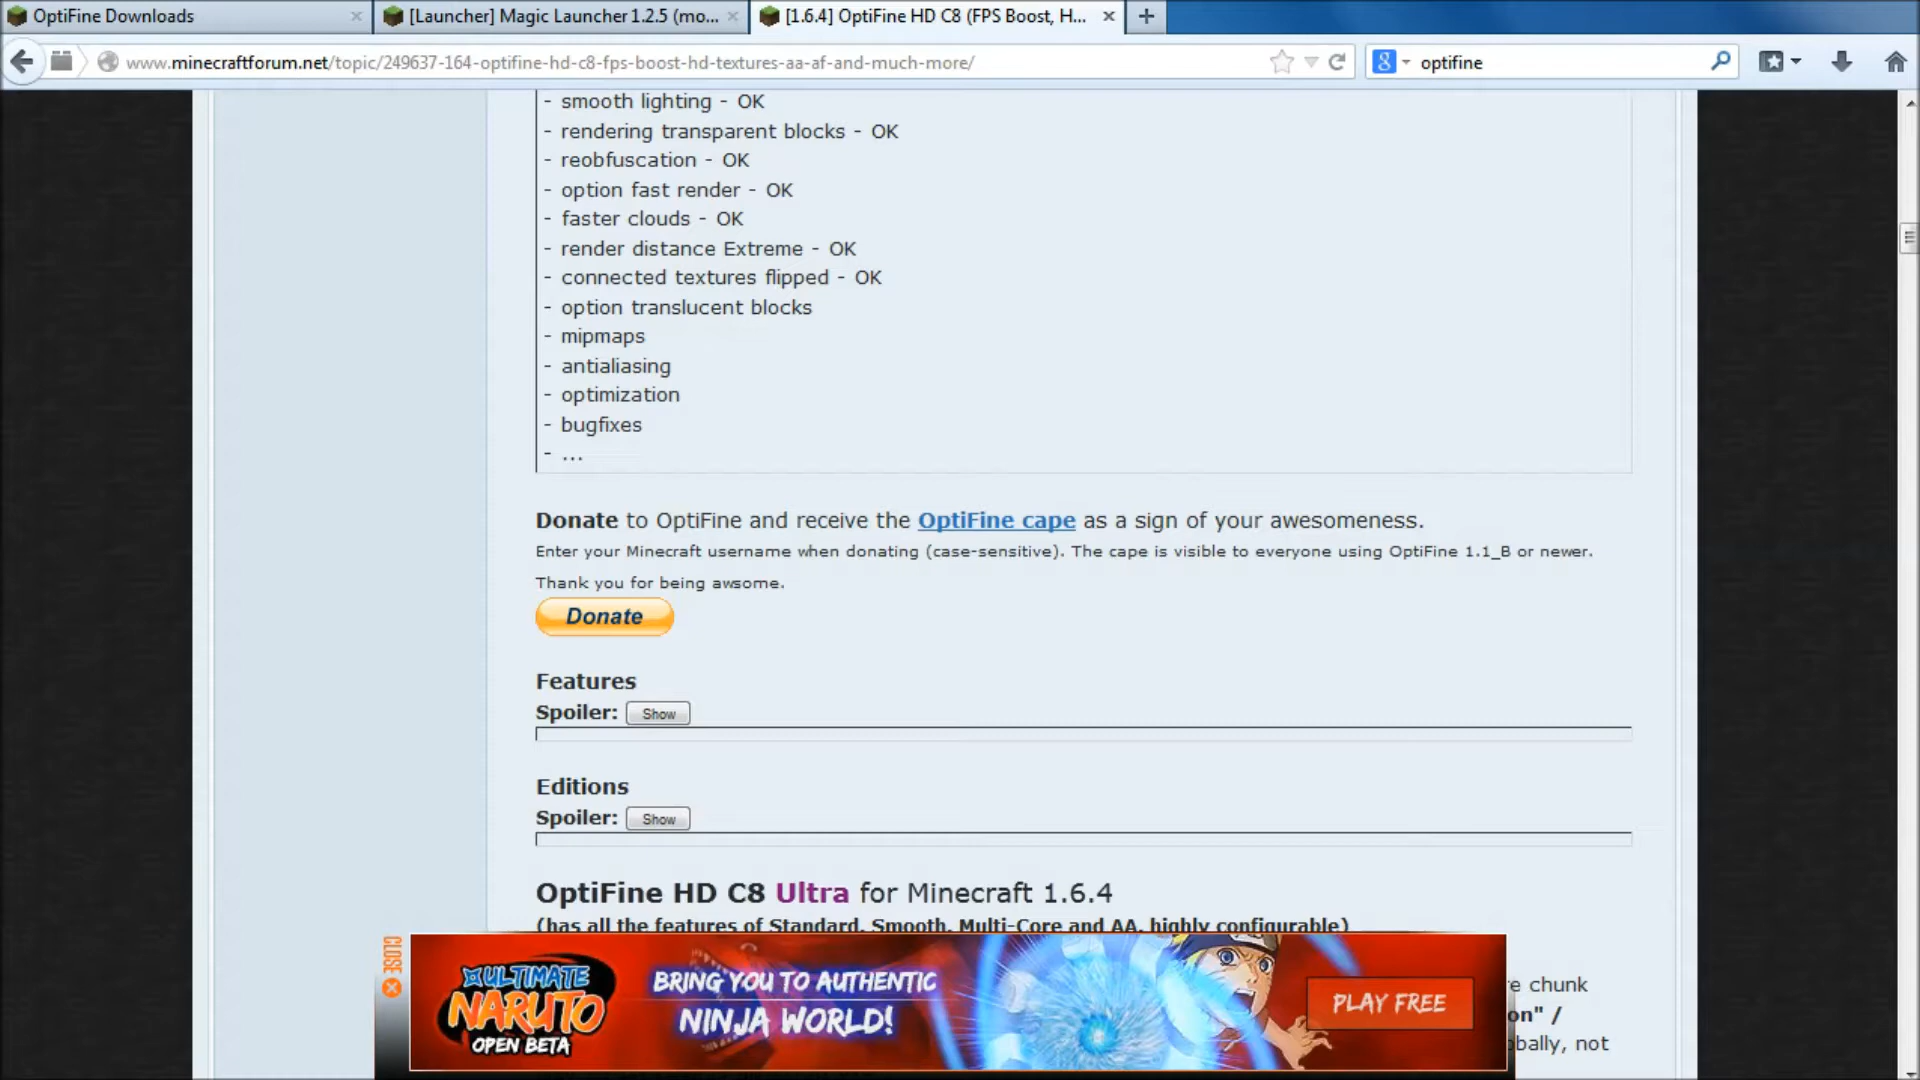 OptiFine Downloads
[Launcher] Magic Launcher 1.2.5 (mo...
[1.6.4] OptiFine HD C8 (FPS Boost, H...
www.minecraftforum.net/topic/249637-164-optifine-hd-c8-fps-boost-hd-textures-aa-af-and-much-more/
optifine
- smooth lighting - OK
- rendering transparent blocks - OK
- reobfuscation - OK
- option fast render - OK
- faster clouds - OK
- render distance Extreme - OK
- connected textures flipped - OK
- option translucent blocks
- mipmaps
- antialiasing
- optimization
- bugfixes
- ...
Donate to OptiFine and receive the OptiFine cape as a sign of your awesomeness.
Enter your Minecraft username when donating (case-sensitive). The cape is visible to everyone using OptiFine 1.1_B or newer.
Thank you for being awsome.
Donate
Features
Spoiler: Show
Editions
Spoiler: Show
OptiFine HD C8 Ultra for Minecraft 1.6.4
(has all the features of Standard, Smooth, Multi-Core and AA, highly configurable)
CLOSE
ULTIMATE
NARUTO
OPEN BETA
BRING YOU TO AUTHENTIC
NINJA WORLD!
PLAY FREE
chunk
on" /
not